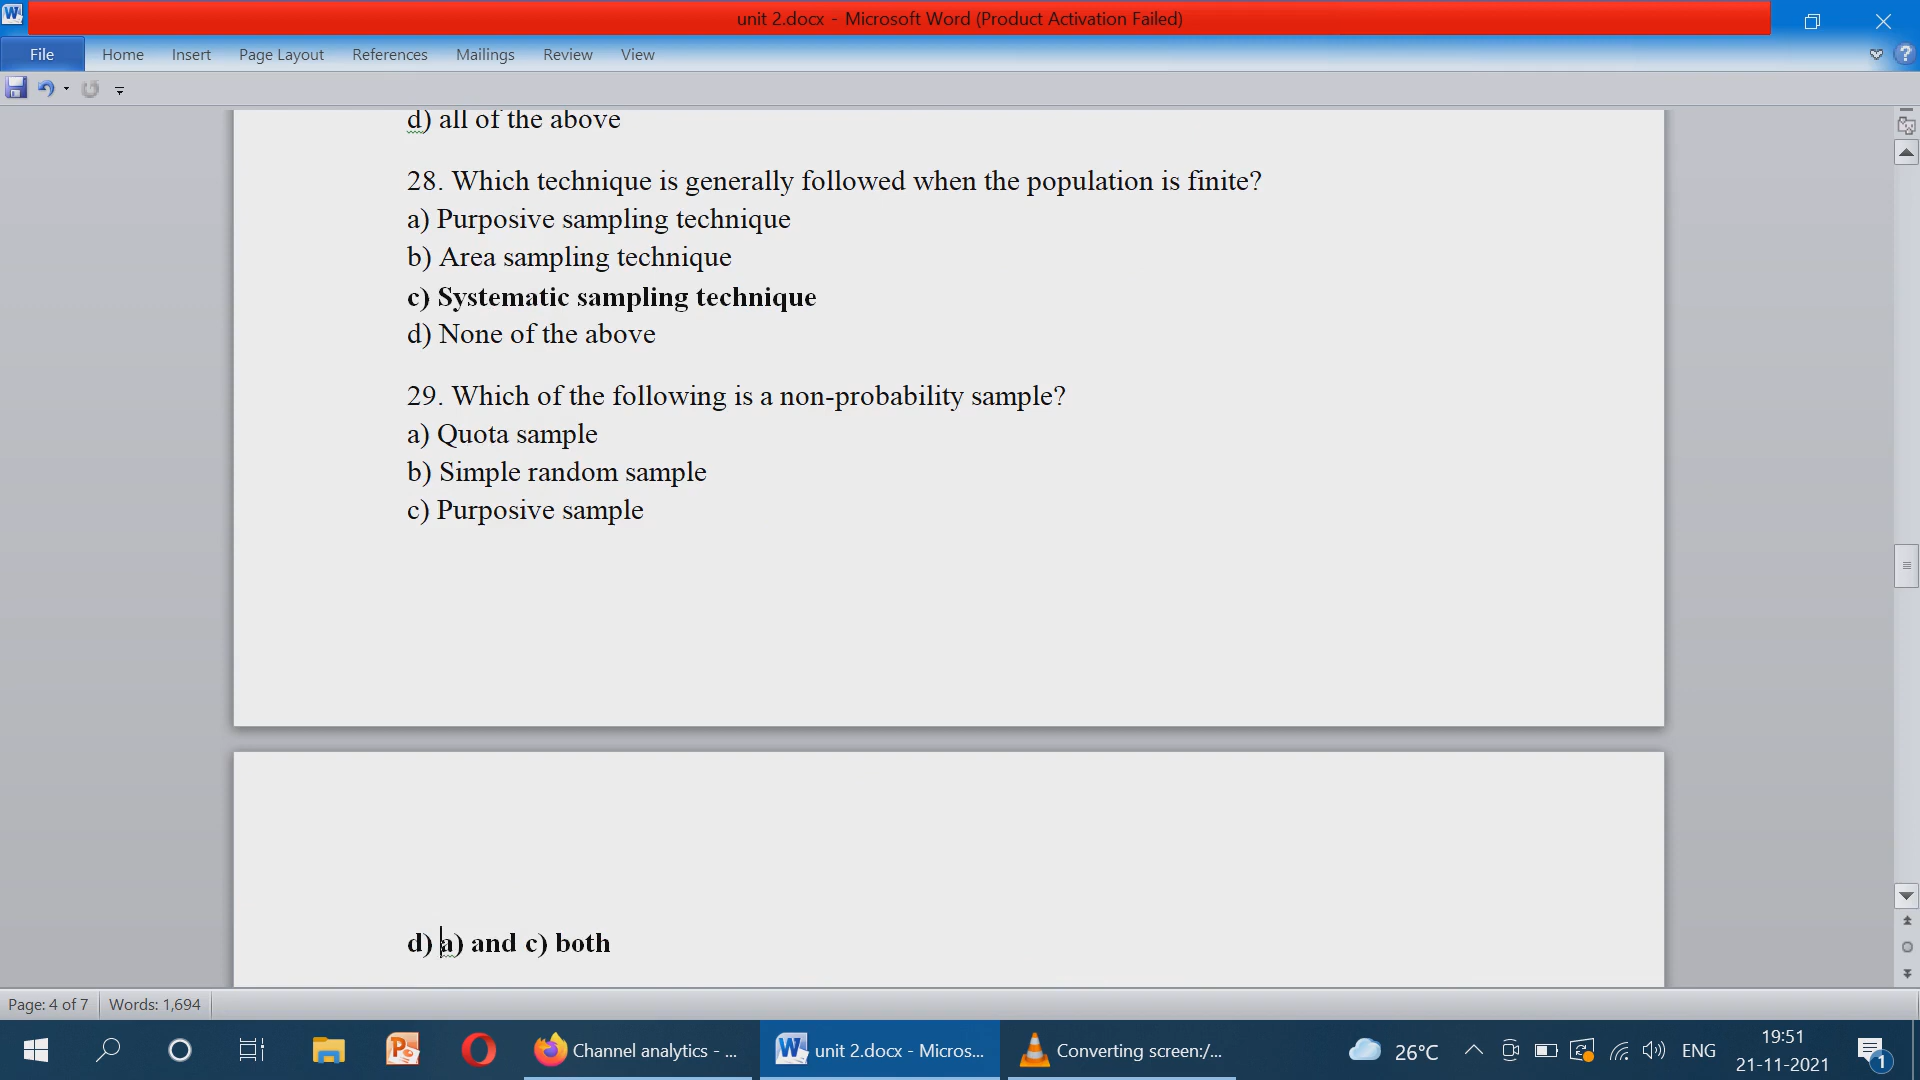 unit 2.docx - Microsoft Word (Product Activation Failed)
File Home Insert Page Layout References Mailings Review View
d) all of the above
28. Which technique is generally followed when the population is finite?
a) Purposive sampling technique
b) Area sampling technique
c) Systematic sampling technique
d) None of the above
29. Which of the following is a non-probability sample?
a) Quota sample
b) Simple random sample
c) Purposive sample
d) a) and c) both
Page: 4 of 7 Words: 1,694
Channel analytics - ... unit 2.docx - Micros... Converting screen:/... 26°C ENG 19:51
21-11-2021 1